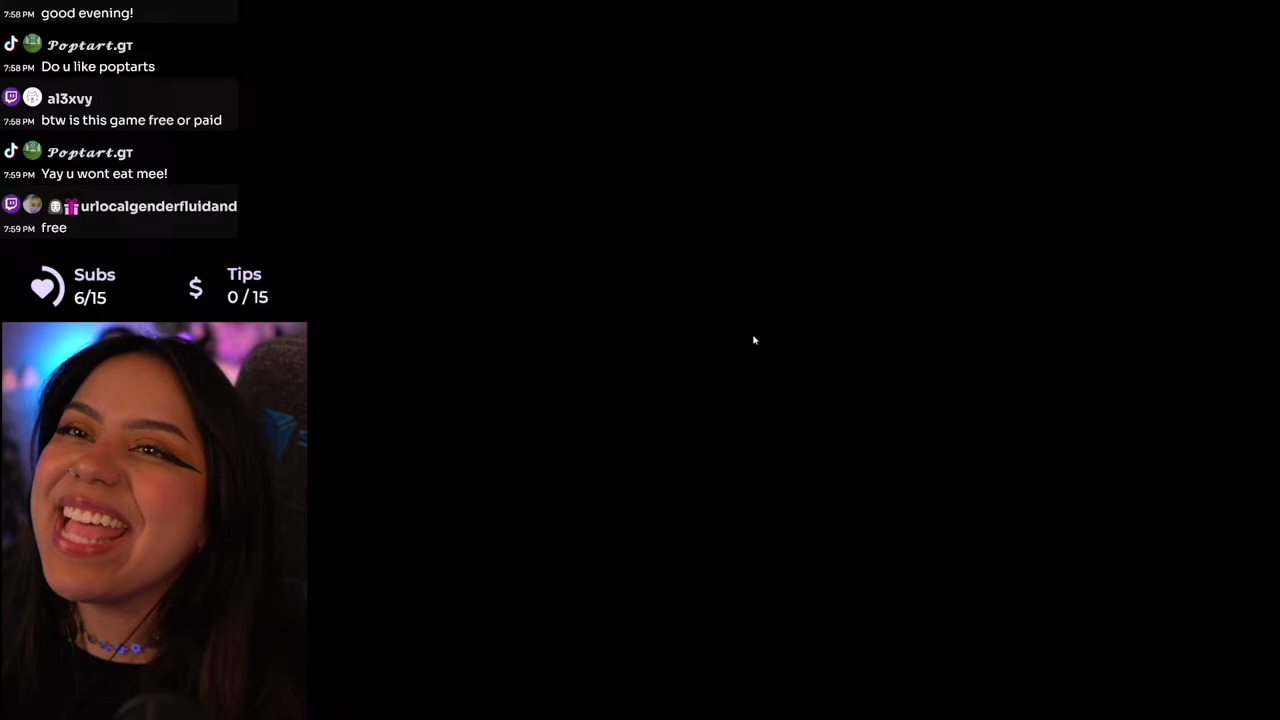 7:58 PM good evening!
𝓟𝓸𝓹𝓽𝓪𝓻𝓽.gт
7:58 PM Do u like poptarts
al3xvy
7:58 PM btw is this game free or paid
𝓟𝓸𝓹𝓽𝓪𝓻𝓽.gт
7:59 PM Yay u wont eat mee!
urlocalgenderfluidand
7:59 PM free
Subs
6/15
$
Tips
0 / 15